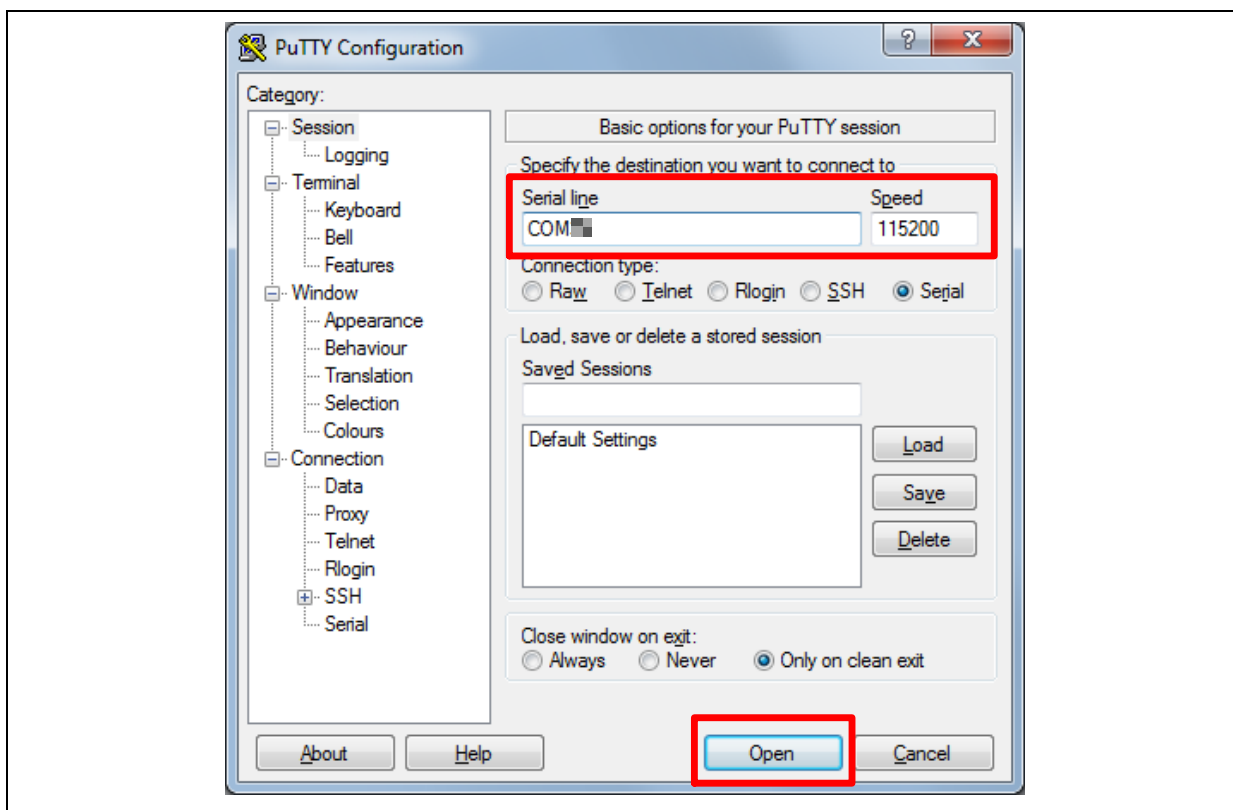 PuTTY Configuration
Category:
Session
Logging
Terminal
Keyboard
Bell
Features
Window
Appearance
Behaviour
Translation
Selection
Colours
Connection
Data
Proxy
Telnet
Rlogin
SSH
Serial
Basic options for your PuTTY session
Specify the destination you want to connect to
Serial line Speed
COM 115200
Connection type:
Raw Telnet Rlogin SSH Serial
Load, save or delete a stored session
Saved Sessions
Default Settings
Load
Save
Delete
Close window on exit:
Always Never Only on clean exit
About Help Open Cancel